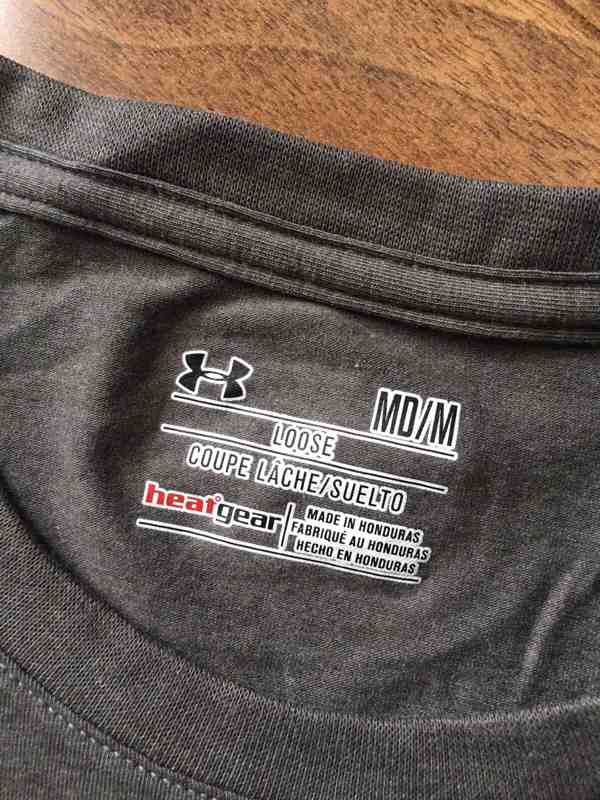 MD/M
LOOSE
COUPE LÂCHE/SUELTO
heatgear
MADE IN HONDURAS
FABRIQUÉ AU HONDURAS
HECHO EN HONDURAS